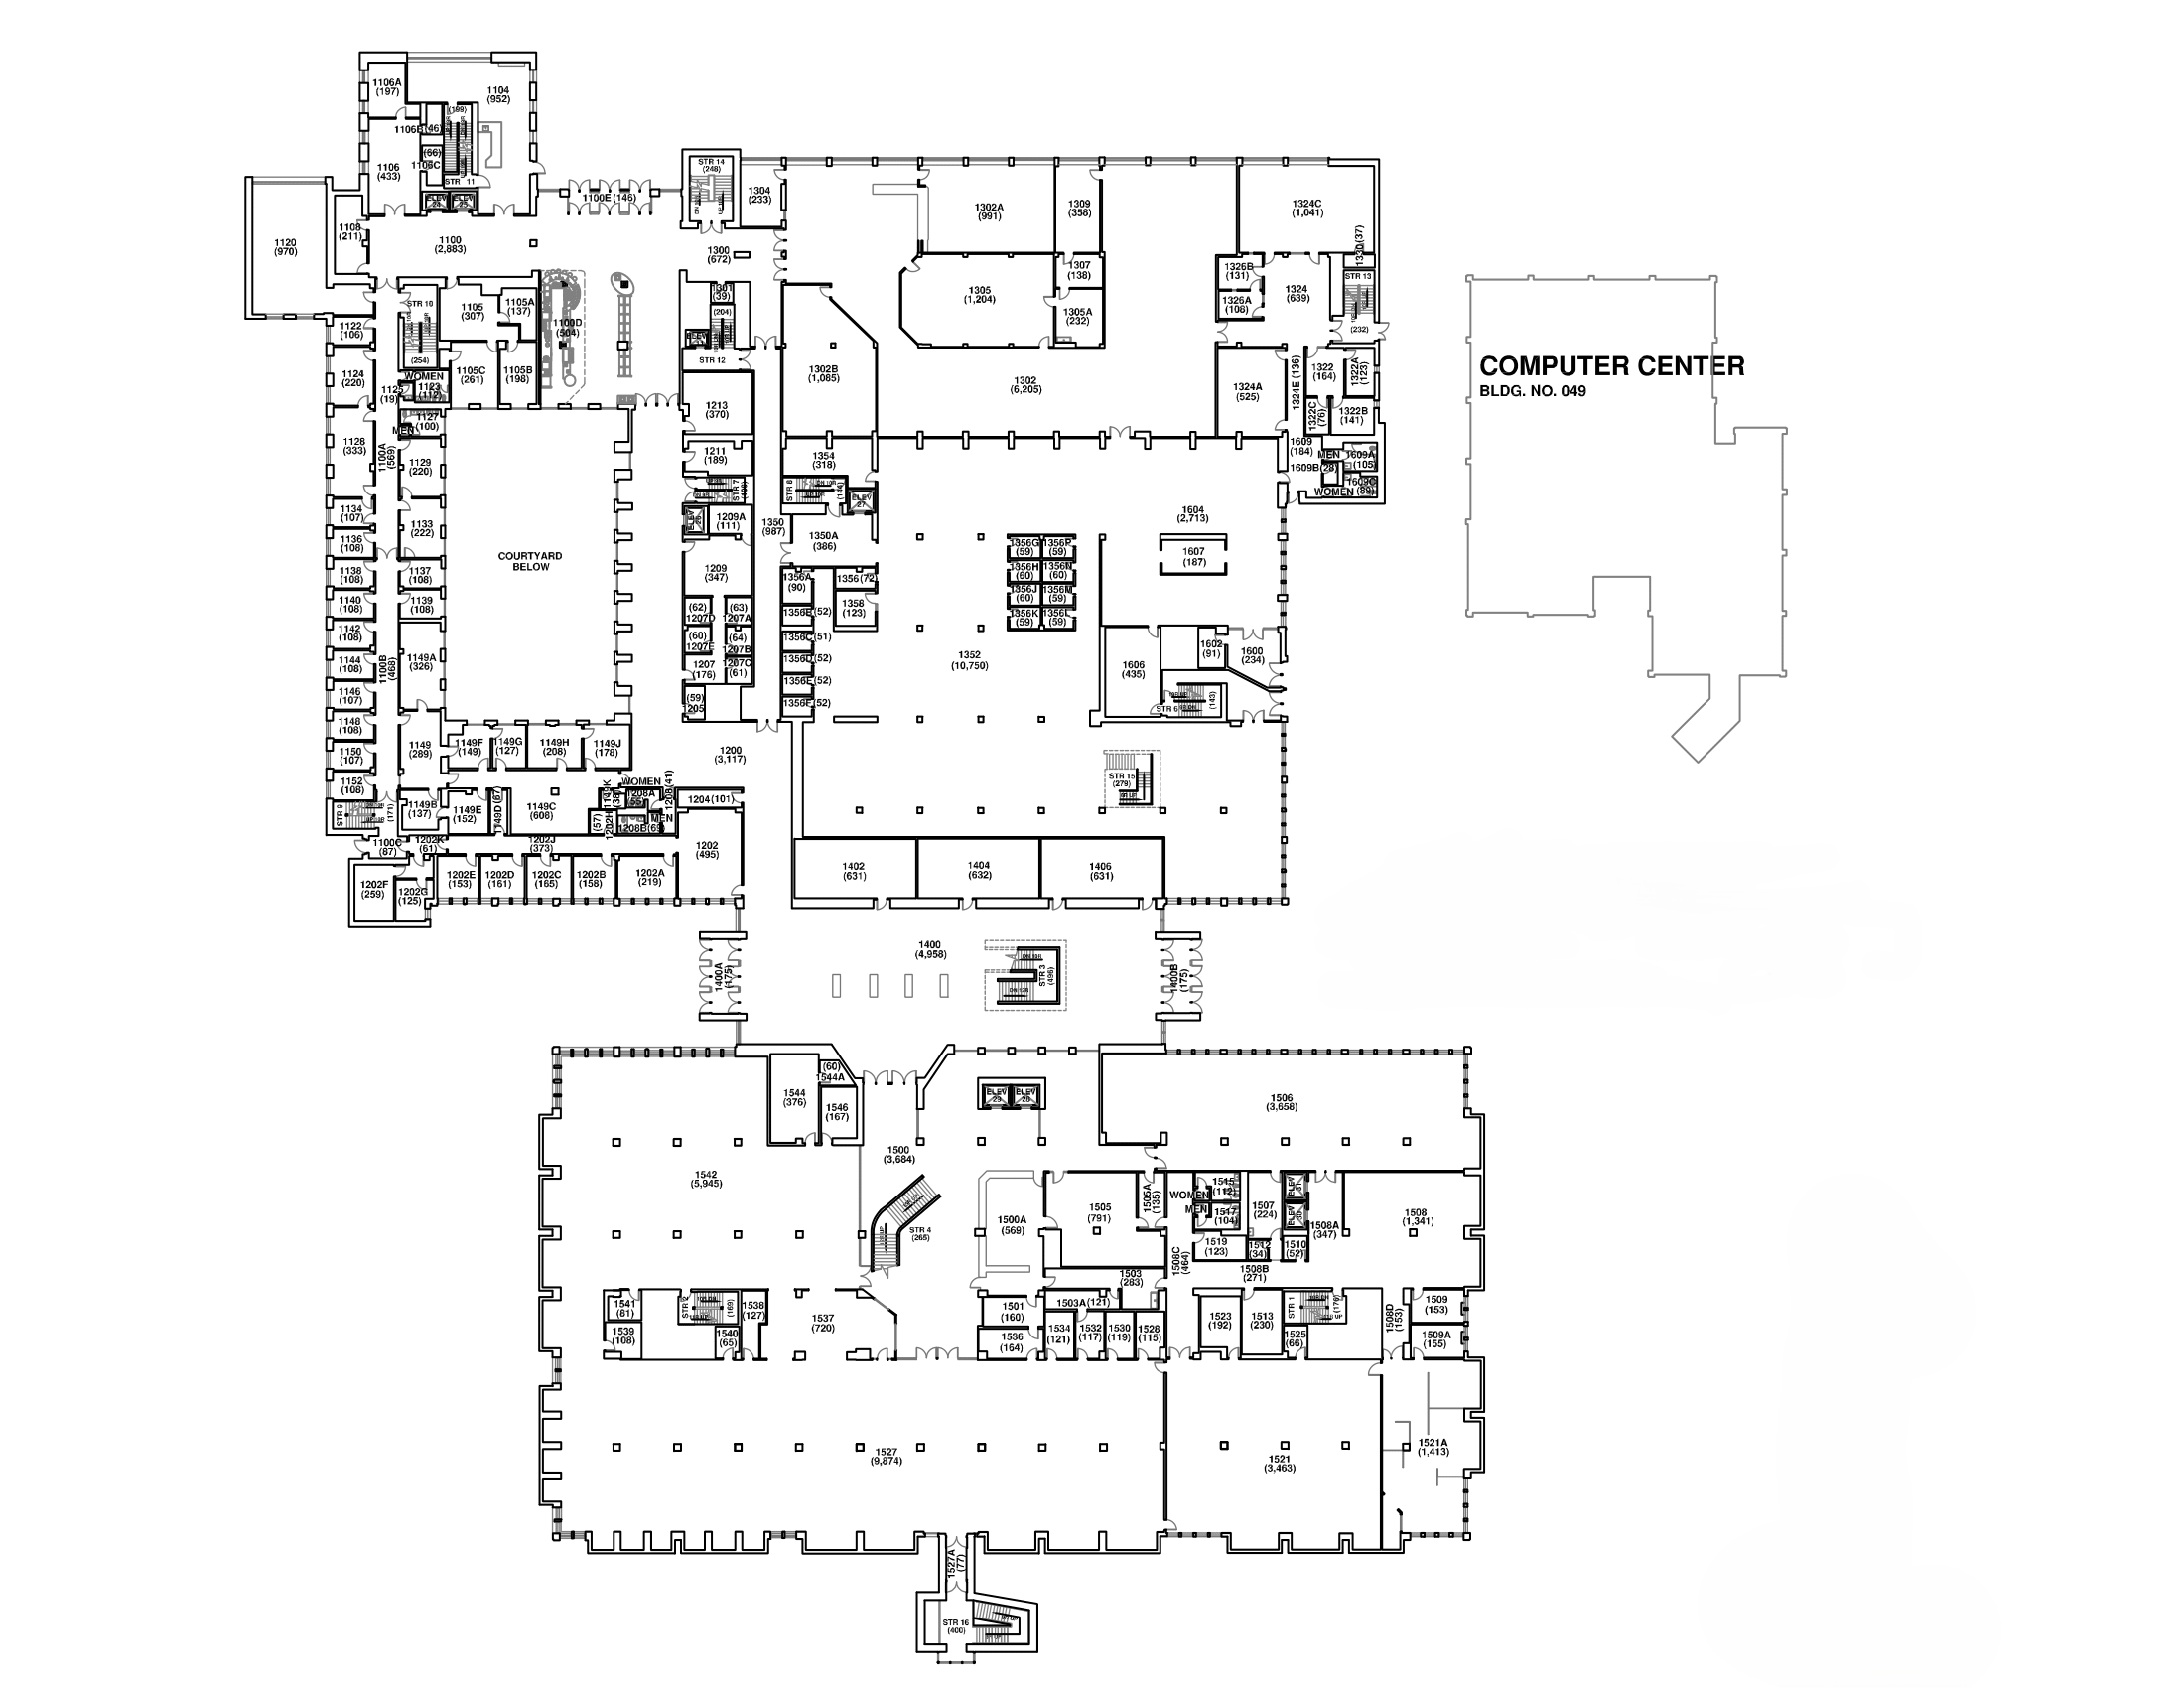 1106A
(197)
1104
(952)
(169)
1106B(46)
(66)
1106C
1106
(433)
STR 11
ELEV
24
ELEV
25
1100E (146)
STR 14
(248)
1304
(233)
1302A
(991)
1309
(358)
1324C
(1,041)
1120
(970)
1108
(211)
1100
(2,883)
1300
(672)
1330(37)
1307
(138)
1326B
(131)
1326A
(108)
1324
(639)
STR 13
(232)
1305
(1,204)
1305A
(232)
1301
(39)
(204)
STR 12
1105A
(137)
1105
(307)
STR 10
(254)
1100D
(504)
1122
(106)
1124
(220)
WOMEN
1123
(112)
1125
(19)
1105C
(261)
1105B
(198)
1302B
(1,085)
1302
(6,205)
1324A
(525)
1324E (136)
1322
(164)
1322A
(123)
1322C
(76)
1322B
(141)
COMPUTER CENTER
BLDG. NO. 049
1213
(370)
1127
(100)
MEN
1128
(333)
1100A
(569)
1129
(220)
1211
(189)
1354
(318)
1609
(184)
MEN
1609A
(105)
1609B(28)
1609C
(89)
WOMEN
STR 7
STR 8
(144)
ELEV
27
1134
(107)
1133
(222)
1209A
(111)
1350
(987)
1350A
(386)
1604
(2,713)
1136
(108)
COURTYARD
BELOW
1356G
(59)
1356P
(59)
1607
(187)
1138
(108)
1137
(108)
1209
(347)
1356A
(90)
1356 (72)
1356H
(60)
1356N
(60)
1140
(108)
1139
(108)
(62)
1207D
(63)
1207A
1356B(52)
1358
(123)
1356J
(60)
1356M
(59)
1356K
(59)
1356L
(59)
1142
(108)
(60)
1207E
(64)
1207B
1356C(51)
1144
(108)
1149A
(326)
1100B
(468)
1207
(176)
1207C
(61)
1356D(52)
1356E(52)
1352
(10,750)
1606
(435)
1602
(91)
1600
(234)
1146
(107)
(59)
1205
1356F(52)
STR 6
(143)
1148
(108)
1149
(289)
1149F
(149)
1149G
(127)
1149H
(208)
1149J
(178)
1200
(3,117)
1150
(107)
1152
(108)
STR 15
(279)
WOMEN
1208A
(55)
1208(41)
1204 (101)
1149K
(38)
STR 9
(171)
1149B
(137)
1149E
(152)
1149D (67)
1149C
(608)
(57)
1202H
MEN
1208B(69)
1100C
(87)
1202K
(61)
1202J
(373)
1202
(495)
1202F
(259)
1202G
(125)
1202E
(153)
1202D
(161)
1202C
(165)
1202B
(158)
1202A
(219)
1402
(631)
1404
(632)
1406
(631)
1400A
(175)
1400
(4,958)
STR 3
(496)
1400B
(175)
1544
(376)
(60)
1544A
1546
(167)
ELEV
29
ELEV
28
1506
(3,658)
1542
(5,945)
1500
(3,684)
STR 4
(265)
1500A
(569)
1505
(791)
1505A
(135)
WOMEN
1515
(112)
MEN
1517
(104)
1507
(224)
1508A
(347)
1508
(1,341)
1519
(123)
1512
(34)
1510
(52)
1508C
(464)
1508B
(271)
1503
(283)
1541
(81)
STR 2
(169)
1538
(127)
1537
(720)
1501
(160)
1503A(121)
1523
(192)
1513
(230)
STR 1
(176)
1508D
(153)
1509
(153)
1539
(108)
1540
(65)
1536
(164)
1534
(121)
1532
(117)
1530
(119)
1528
(115)
1525
(66)
1509A
(155)
1527
(9,874)
1521
(3,463)
1521A
(1,413)
1527A
(77)
STR 16
(400)